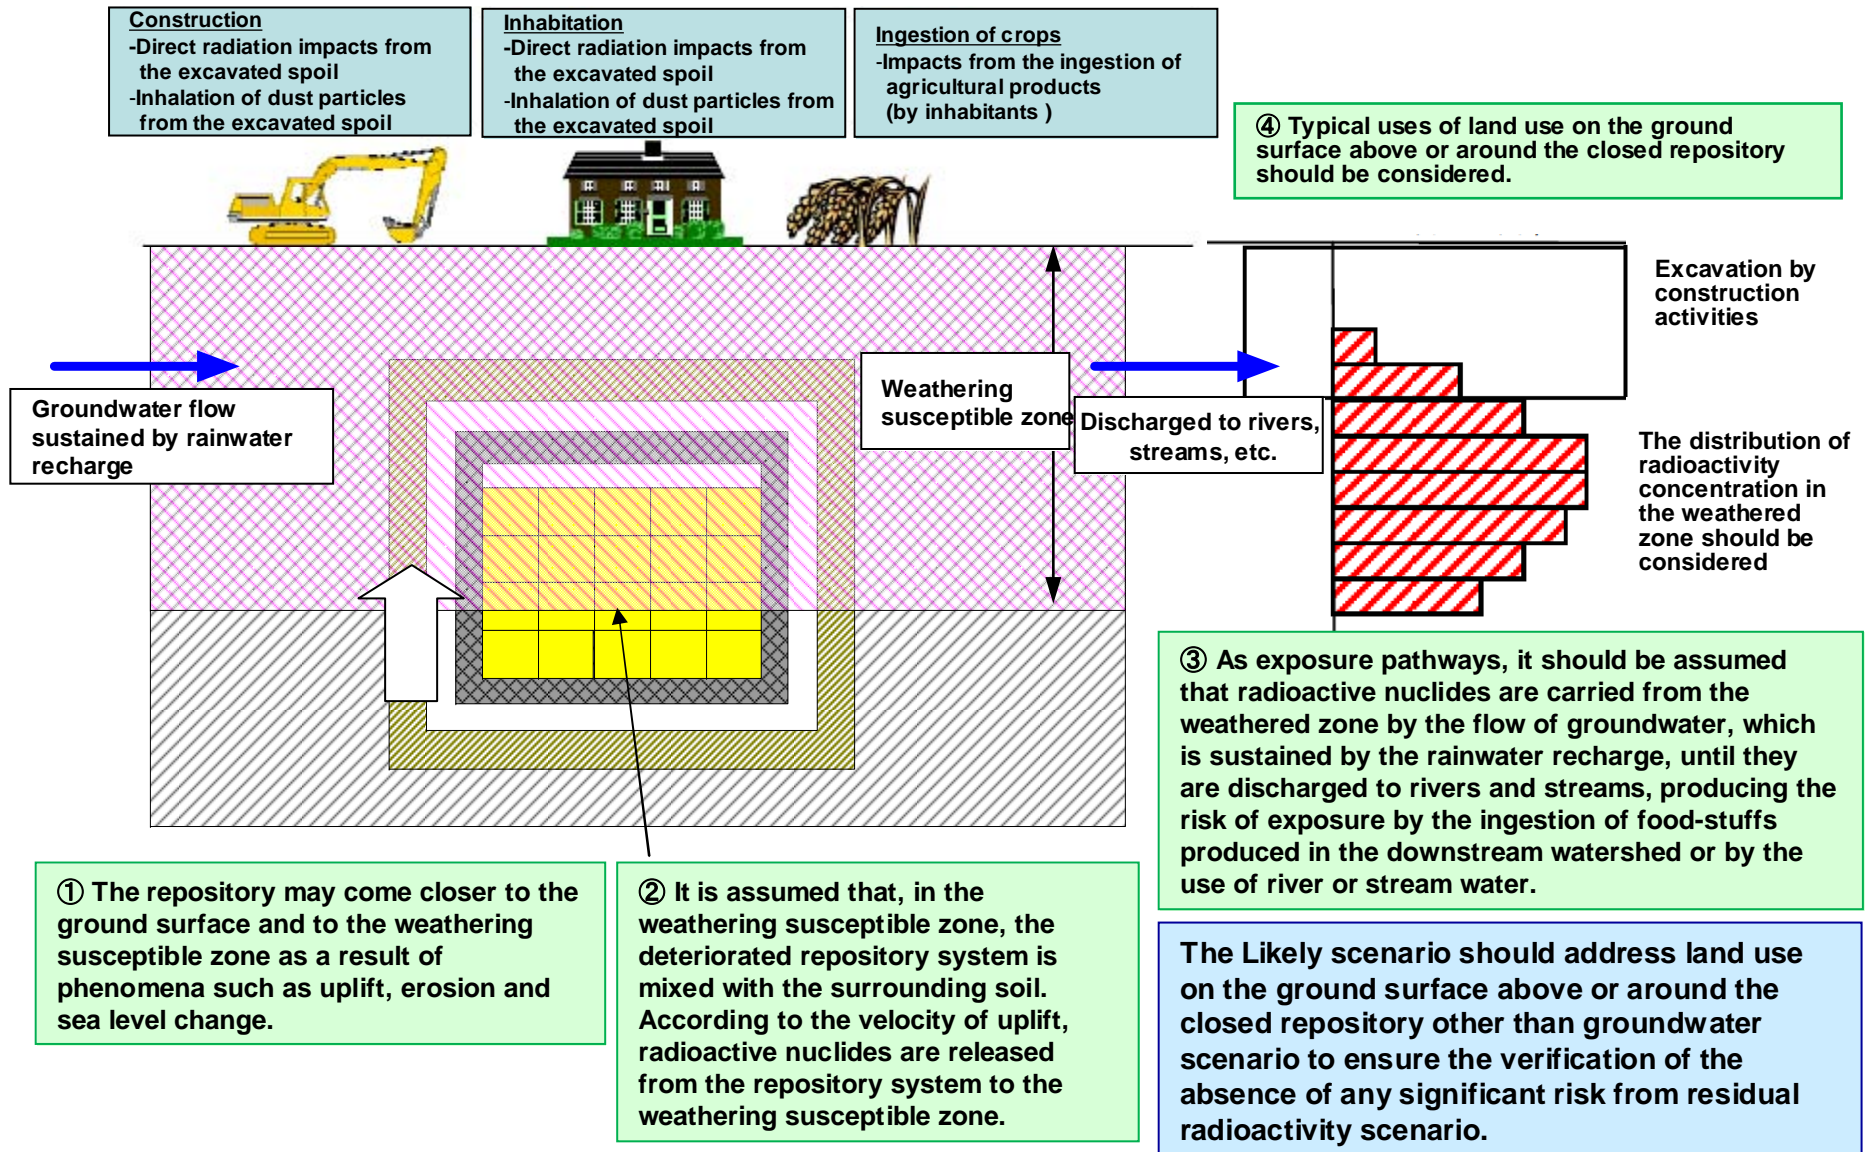 Construction
-Direct radiation impacts from
the excavated spoil
-Inhalation of dust particles
from the excavated spoil
Inhabitation
-Direct radiation impacts from
the excavated spoil
-Inhalation of dust particles from
the excavated spoil
Ingestion of crops
-Impacts from the ingestion of
agricultural products
(by inhabitants )
④ Typical uses of land use on the ground
surface above or around the closed repository
should be considered.
Excavation by
construction
activities
Groundwater flow
sustained by rainwater
recharge
Weathering
susceptible zone
Discharged to rivers,
streams, etc.
The distribution of
radioactivity
concentration in
the weathered
zone should be
considered
③ As exposure pathways, it should be assumed
that radioactive nuclides are carried from the
weathered zone by the flow of groundwater, which
is sustained by the rainwater recharge, until they
are discharged to rivers and streams, producing the
risk of exposure by the ingestion of food-stuffs
produced in the downstream watershed or by the
use of river or stream water.
① The repository may come closer to the
ground surface and to the weathering
susceptible zone as a result of
phenomena such as uplift, erosion and
sea level change.
② It is assumed that, in the
weathering susceptible zone, the
deteriorated repository system is
mixed with the surrounding soil.
According to the velocity of uplift,
radioactive nuclides are released
from the repository system to the
weathering susceptible zone.
The Likely scenario should address land use
on the ground surface above or around the
closed repository other than groundwater
scenario to ensure the verification of the
absence of any significant risk from residual
radioactivity scenario.